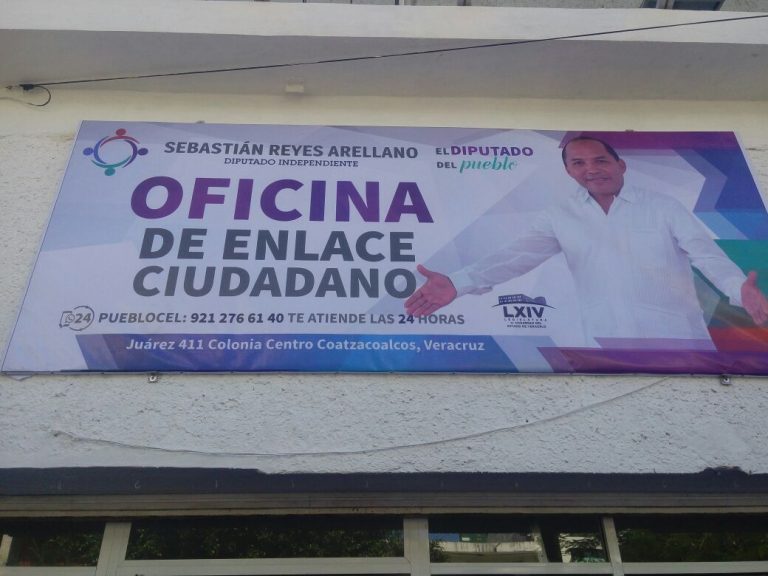 SEBASTIÁN REYES ARELLANO
DIPUTADO INDEPENDIENTE
EL DIPUTADO
DEL pueblo
OFICINA
DE ENLACE
CIUDADANO
24 PUEBLOCEL: 921 276 61 40 TE ATIENDE LAS 24 HORAS
Juárez 411 Colonia Centro Coatzacoalcos, Veracruz
LXIV
LEGISLATURA